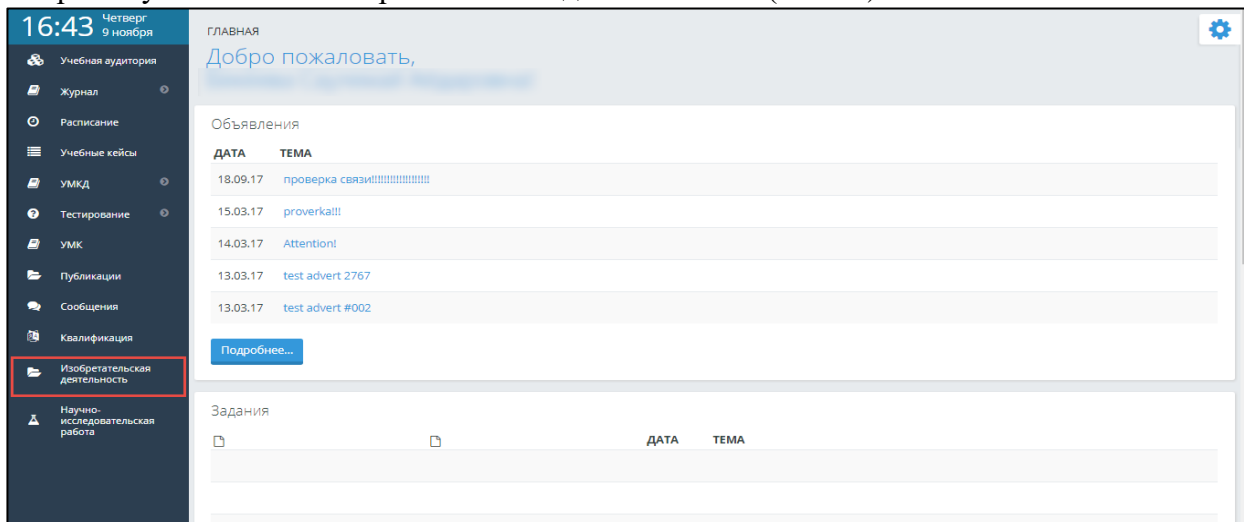 16:43 Четверг
9 ноября
Учебная аудитория
Журнал
Расписание
Учебные кейсы
УМКД
Тестирование
УМК
Публикации
Сообщения
Квалификация
Изобретательская
деятельность
Научно-
исследовательская
работа
ГЛАВНАЯ
Добро пожаловать,
Объявления
ДАТА ТЕМА
18.09.17 проверка связи!!!!!!!!!!!!!!!!!!!
15.03.17 proverka!!!
14.03.17 Attention!
13.03.17 test advert 2767
13.03.17 test advert #002
Подробнее...
Задания
ДАТА ТЕМА